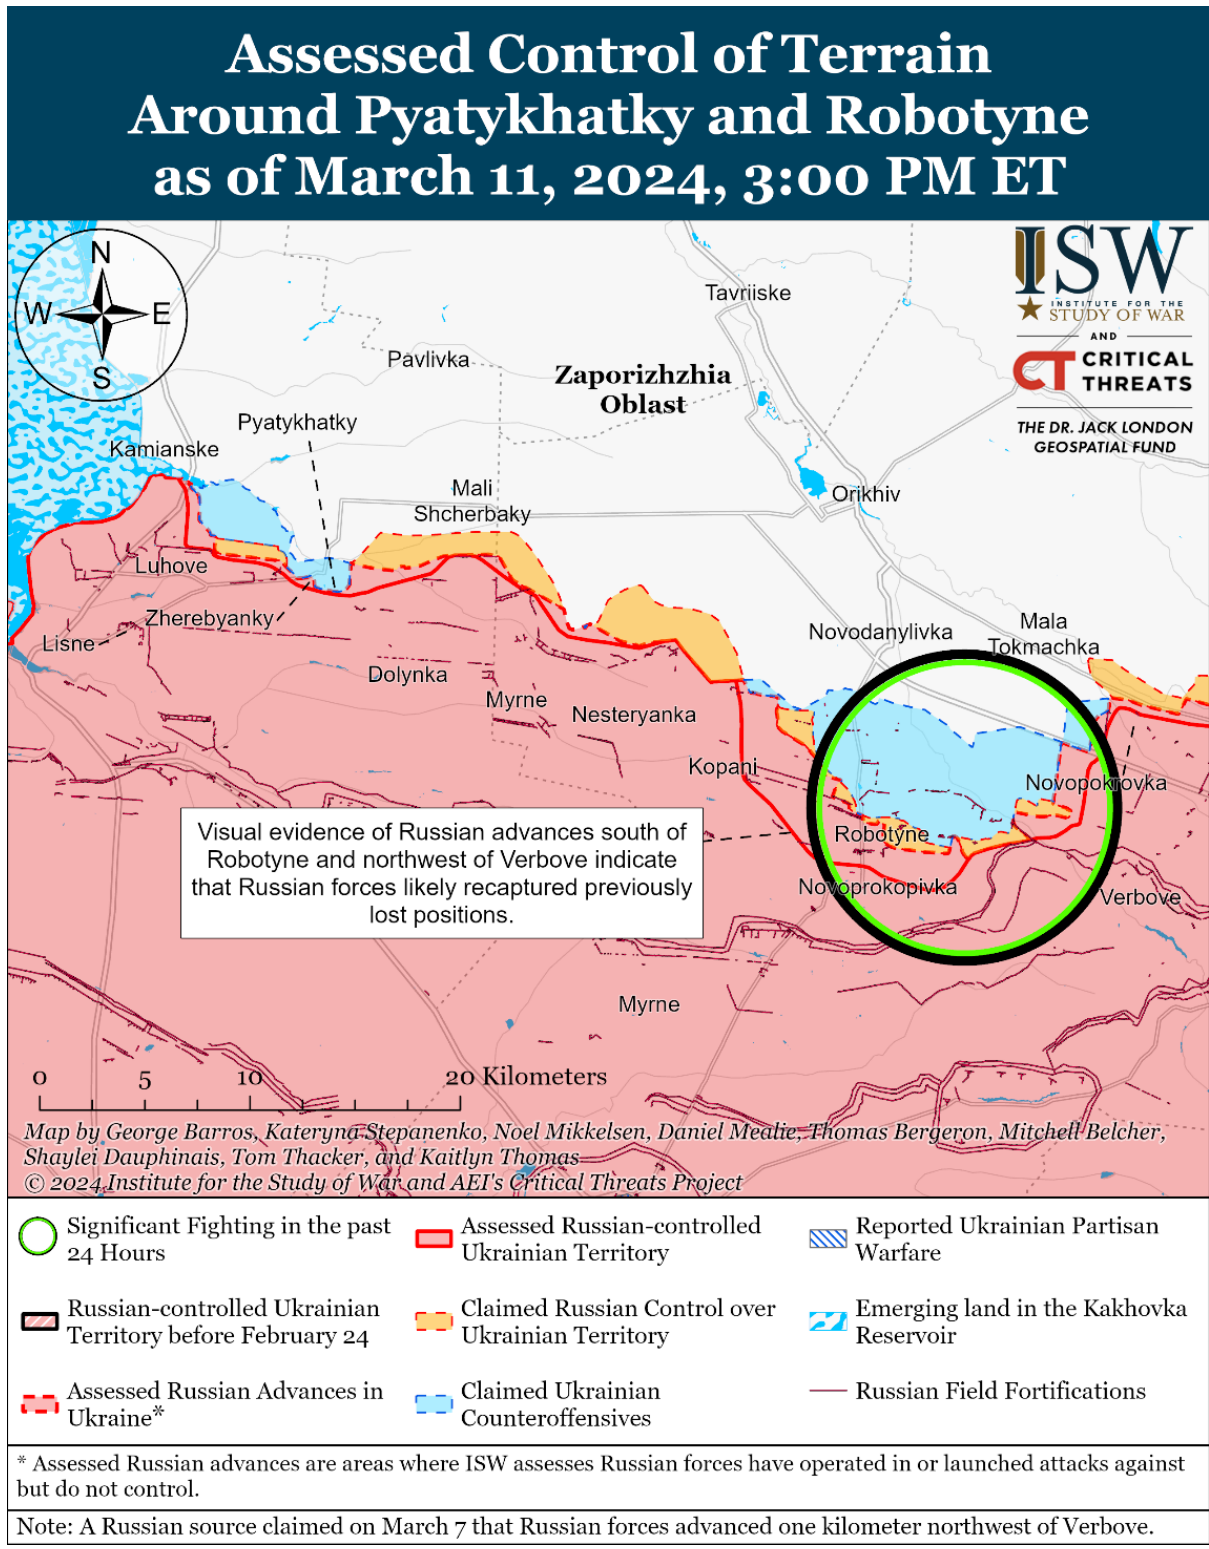 Assessed Control of Terrain
Around Pyatykhatky and Robotyne
as of March 11, 2024, 3:00 PM ET
N
W
E
S
ISW
INSTITUTE FOR THE
STUDY OF WAR
AND
CT CRITICAL
THREATS
THE DR. JACK LONDON
GEOSPATIAL FUND
Tavriiske
Pavlivka
Zaporizhzhia
Oblast
Pyatykhatky
Kamianske
Mali
Shcherbaky
Orikhiv
Luhove
Zherebyanky
Lisne
Novodanylivka
Mala
Tokmachka
Dolynka
Myrne
Nesteryanka
Kopani
Novopokrovka
Robotyne
Visual evidence of Russian advances south of
Robotyne and northwest of Verbove indicate
that Russian forces likely recaptured previously
lost positions.
Novoprokopivka
Verbove
Myrne
0 5 10 20 Kilometers
Map by George Barros, Kateryna Stepanenko, Noel Mikkelsen, Daniel Mealie, Thomas Bergeron, Mitchell Belcher,
Shaylei Dauphinais, Tom Thacker, and Kaitlyn Thomas
© 2024 Institute for the Study of War and AEI's Critical Threats Project
Significant Fighting in the past
24 Hours
Russian-controlled Ukrainian
Territory before February 24
Assessed Russian Advances in
Ukraine*
Assessed Russian-controlled
Ukrainian Territory
Claimed Russian Control over
Ukrainian Territory
Claimed Ukrainian
Counteroffensives
Reported Ukrainian Partisan
Warfare
Emerging land in the Kakhovka
Reservoir
Russian Field Fortifications
* Assessed Russian advances are areas where ISW assesses Russian forces have operated in or launched attacks against
but do not control.
Note: A Russian source claimed on March 7 that Russian forces advanced one kilometer northwest of Verbove.